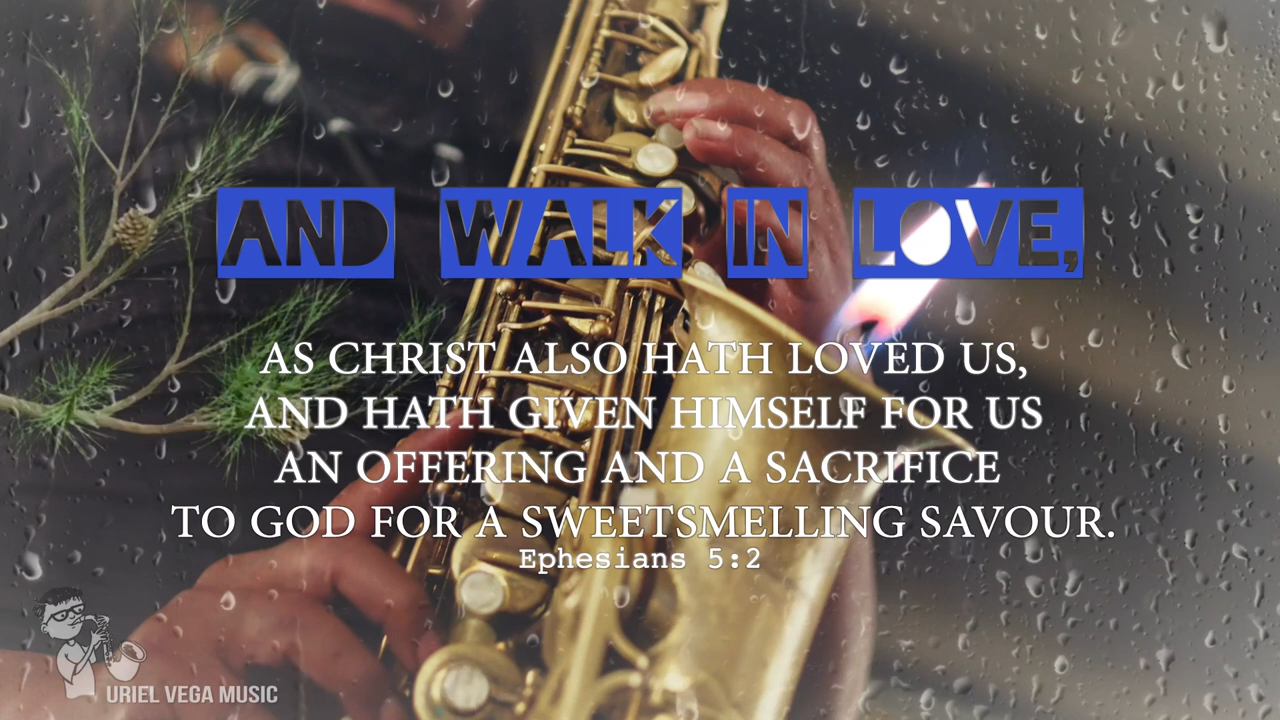 AND WALK IN LOVE,
AS CHRIST ALSO HATH LOVED US,
AND HATH GIVEN HIMSELF FOR US
AN OFFERING AND A SACRIFICE
TO GOD FOR A SWEETSMELLING SAVOUR.
Ephesians 5:2
URIEL VEGA MUSIC